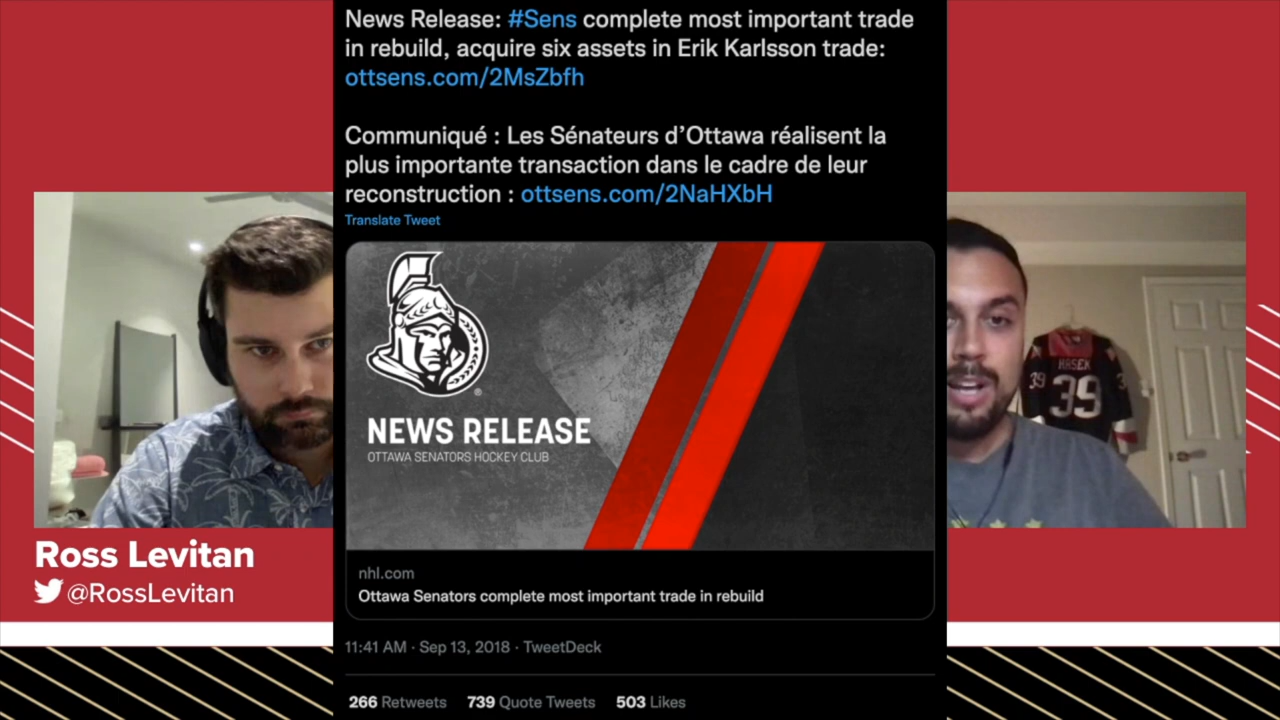 News Release: #Sens complete most important trade
in rebuild, acquire six assets in Erik Karlsson trade:
ottsens.com/2MsZbfh
Communiqué : Les Sénateurs d’Ottawa réalisent la
plus importante transaction dans le cadre de leur
reconstruction : ottsens.com/2NaHXbH
Translate Tweet
NEWS RELEASE
OTTAWA SENATORS HOCKEY CLUB
nhl.com
Ottawa Senators complete most important trade in rebuild
11:41 AM · Sep 13, 2018 · TweetDeck
266 Retweets 739 Quote Tweets 503 Likes
Ross Levitan
@RossLevitan
HASEK
39 39 3